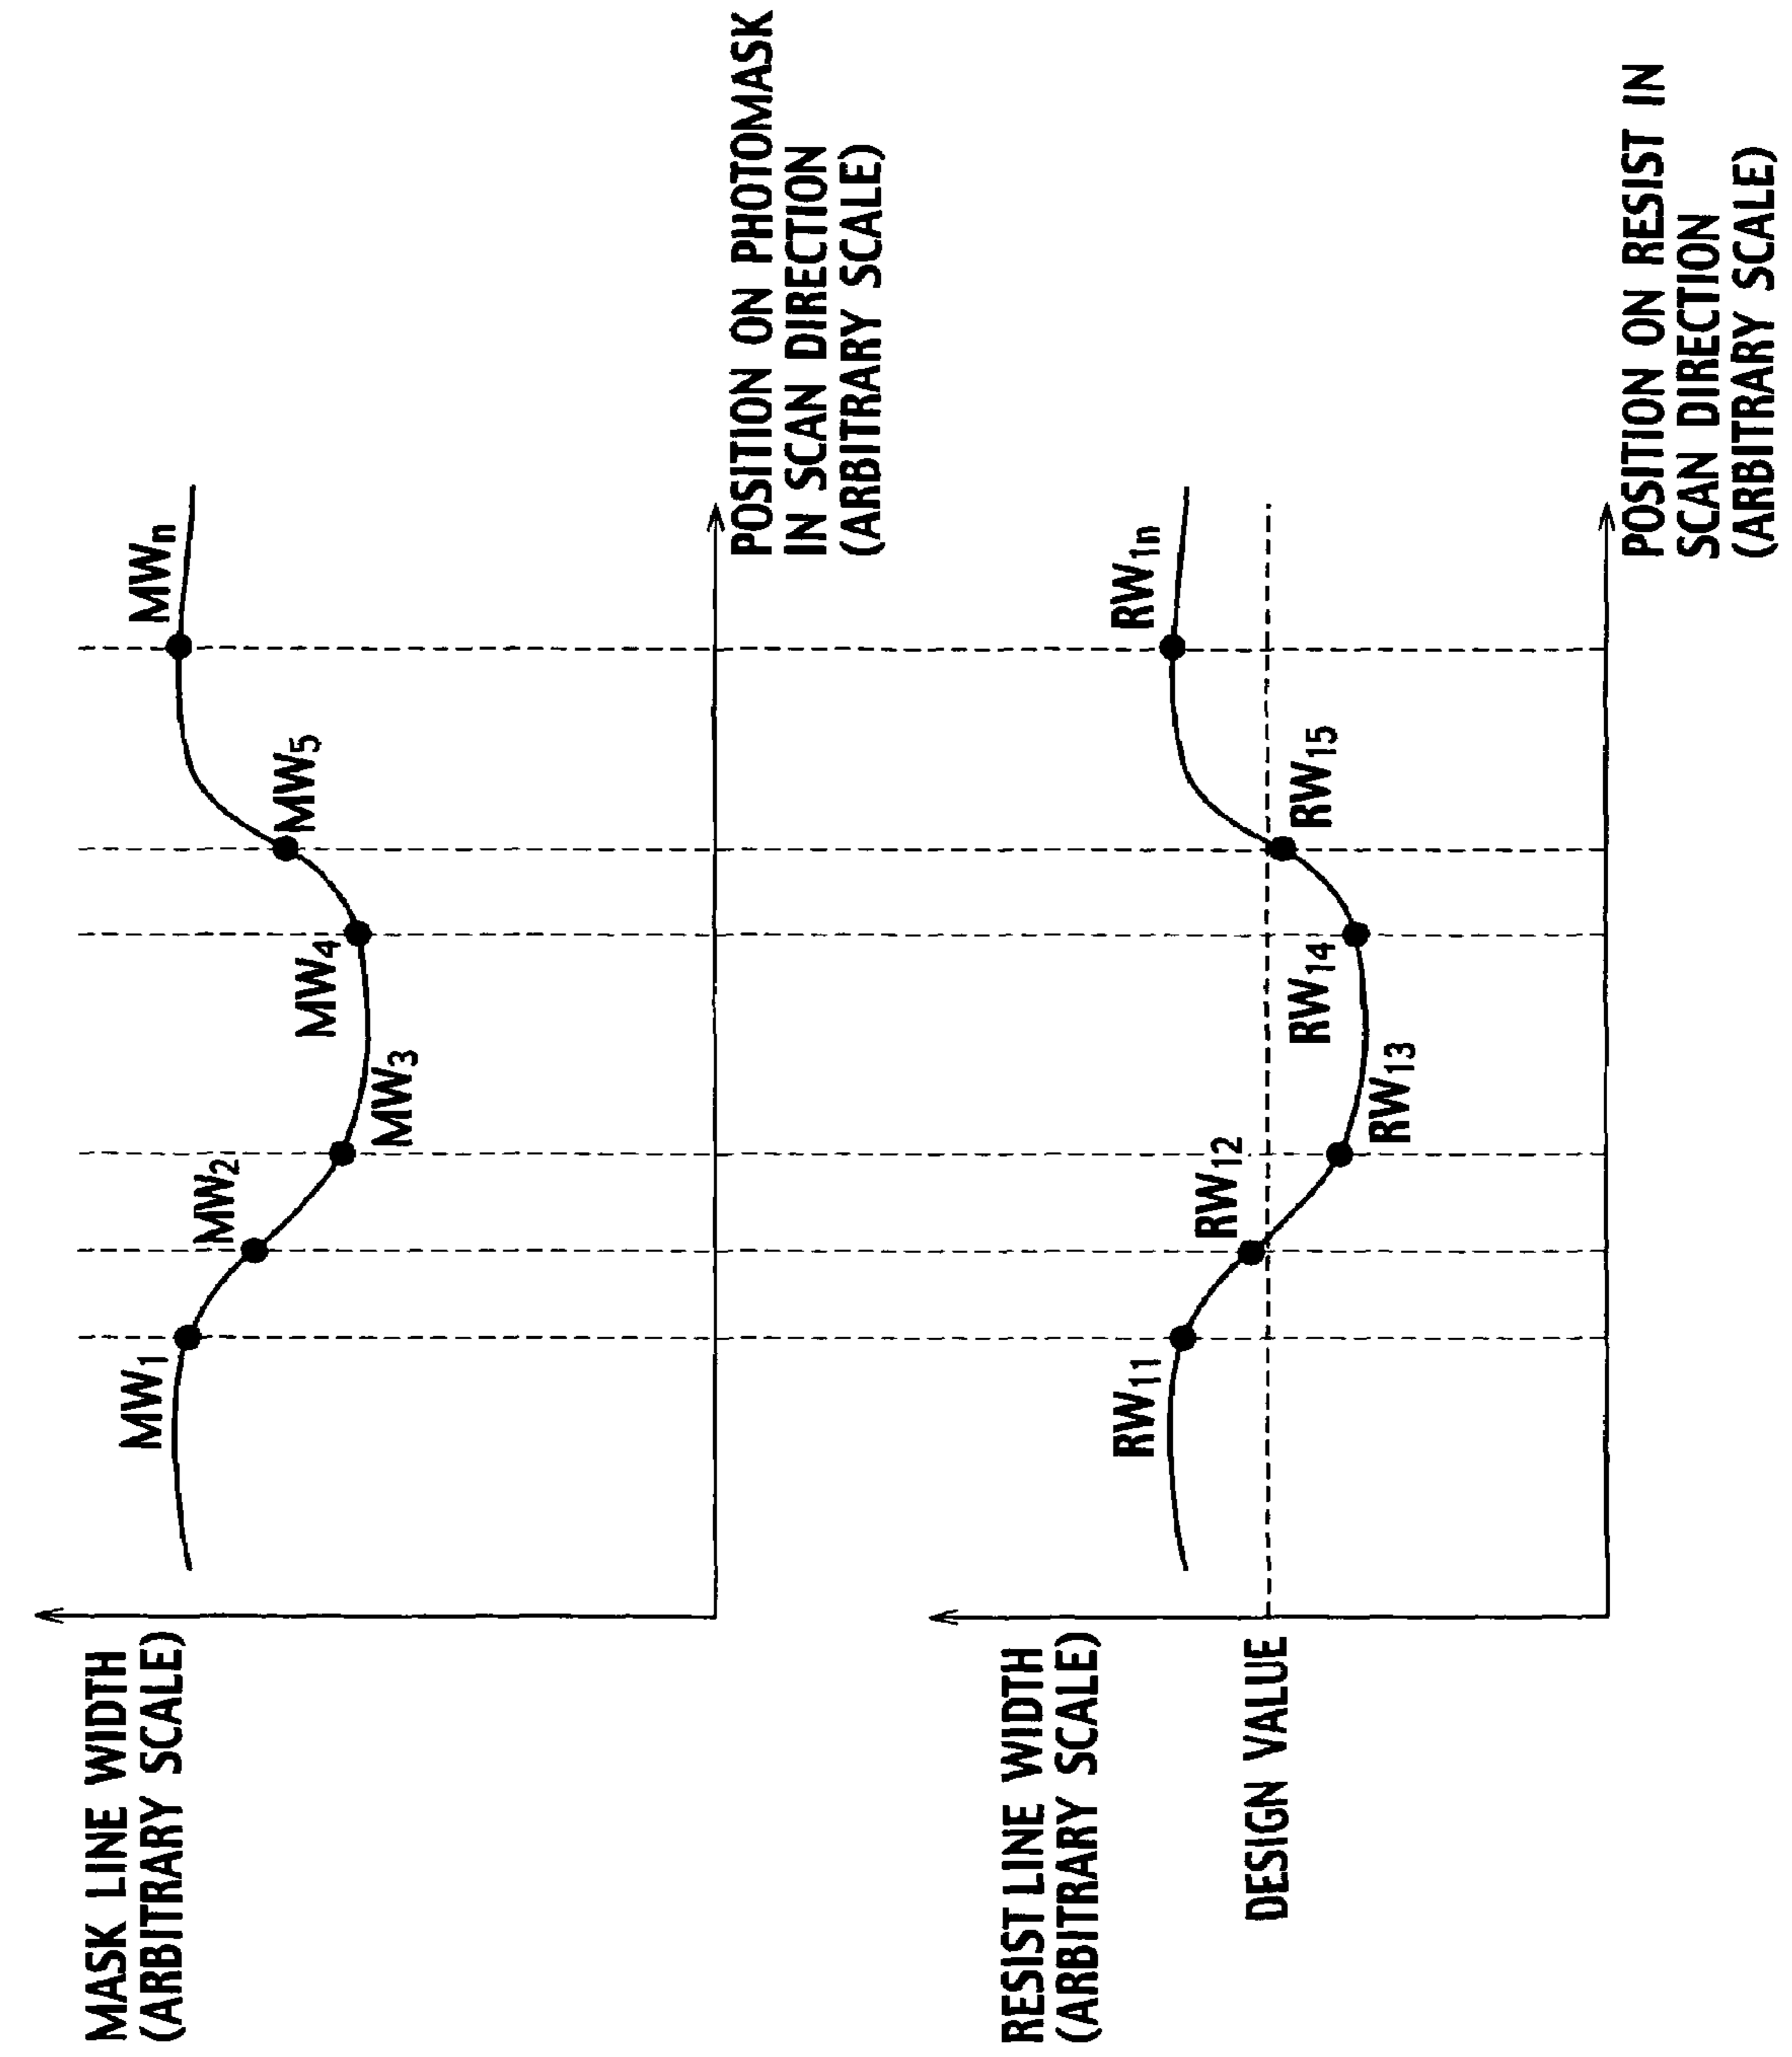 MASK LINE WIDTH
(ARBITRARY SCALE)
MW1
MW2
MW3
MW4
MW5
MWn
POSITION ON PHOTOMASK
IN SCAN DIRECTION
(ARBITRARY SCALE)
RESIST LINE WIDTH
(ARBITRARY SCALE)
DESIGN VALUE
RW11
RW12
RW13
RW14
RW15
RW1n
POSITION ON RESIST IN
SCAN DIRECTION
(ARBITRARY SCALE)